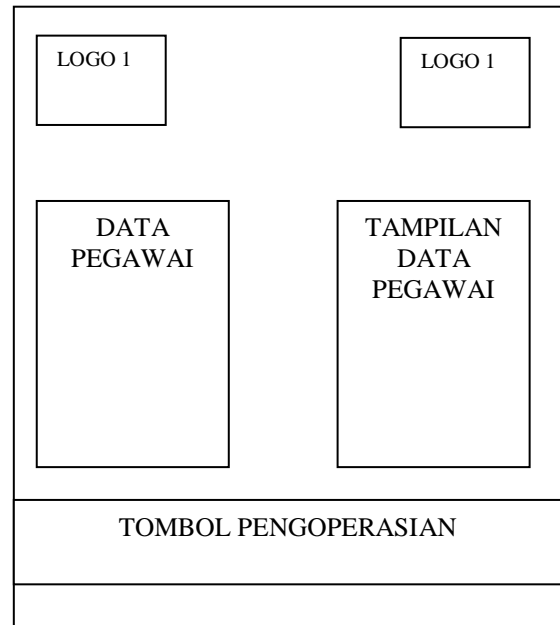 LOGO 1
LOGO 1
DATA
PEGAWAI
TAMPILAN
DATA
PEGAWAI
TOMBOL PENGOPERASIAN